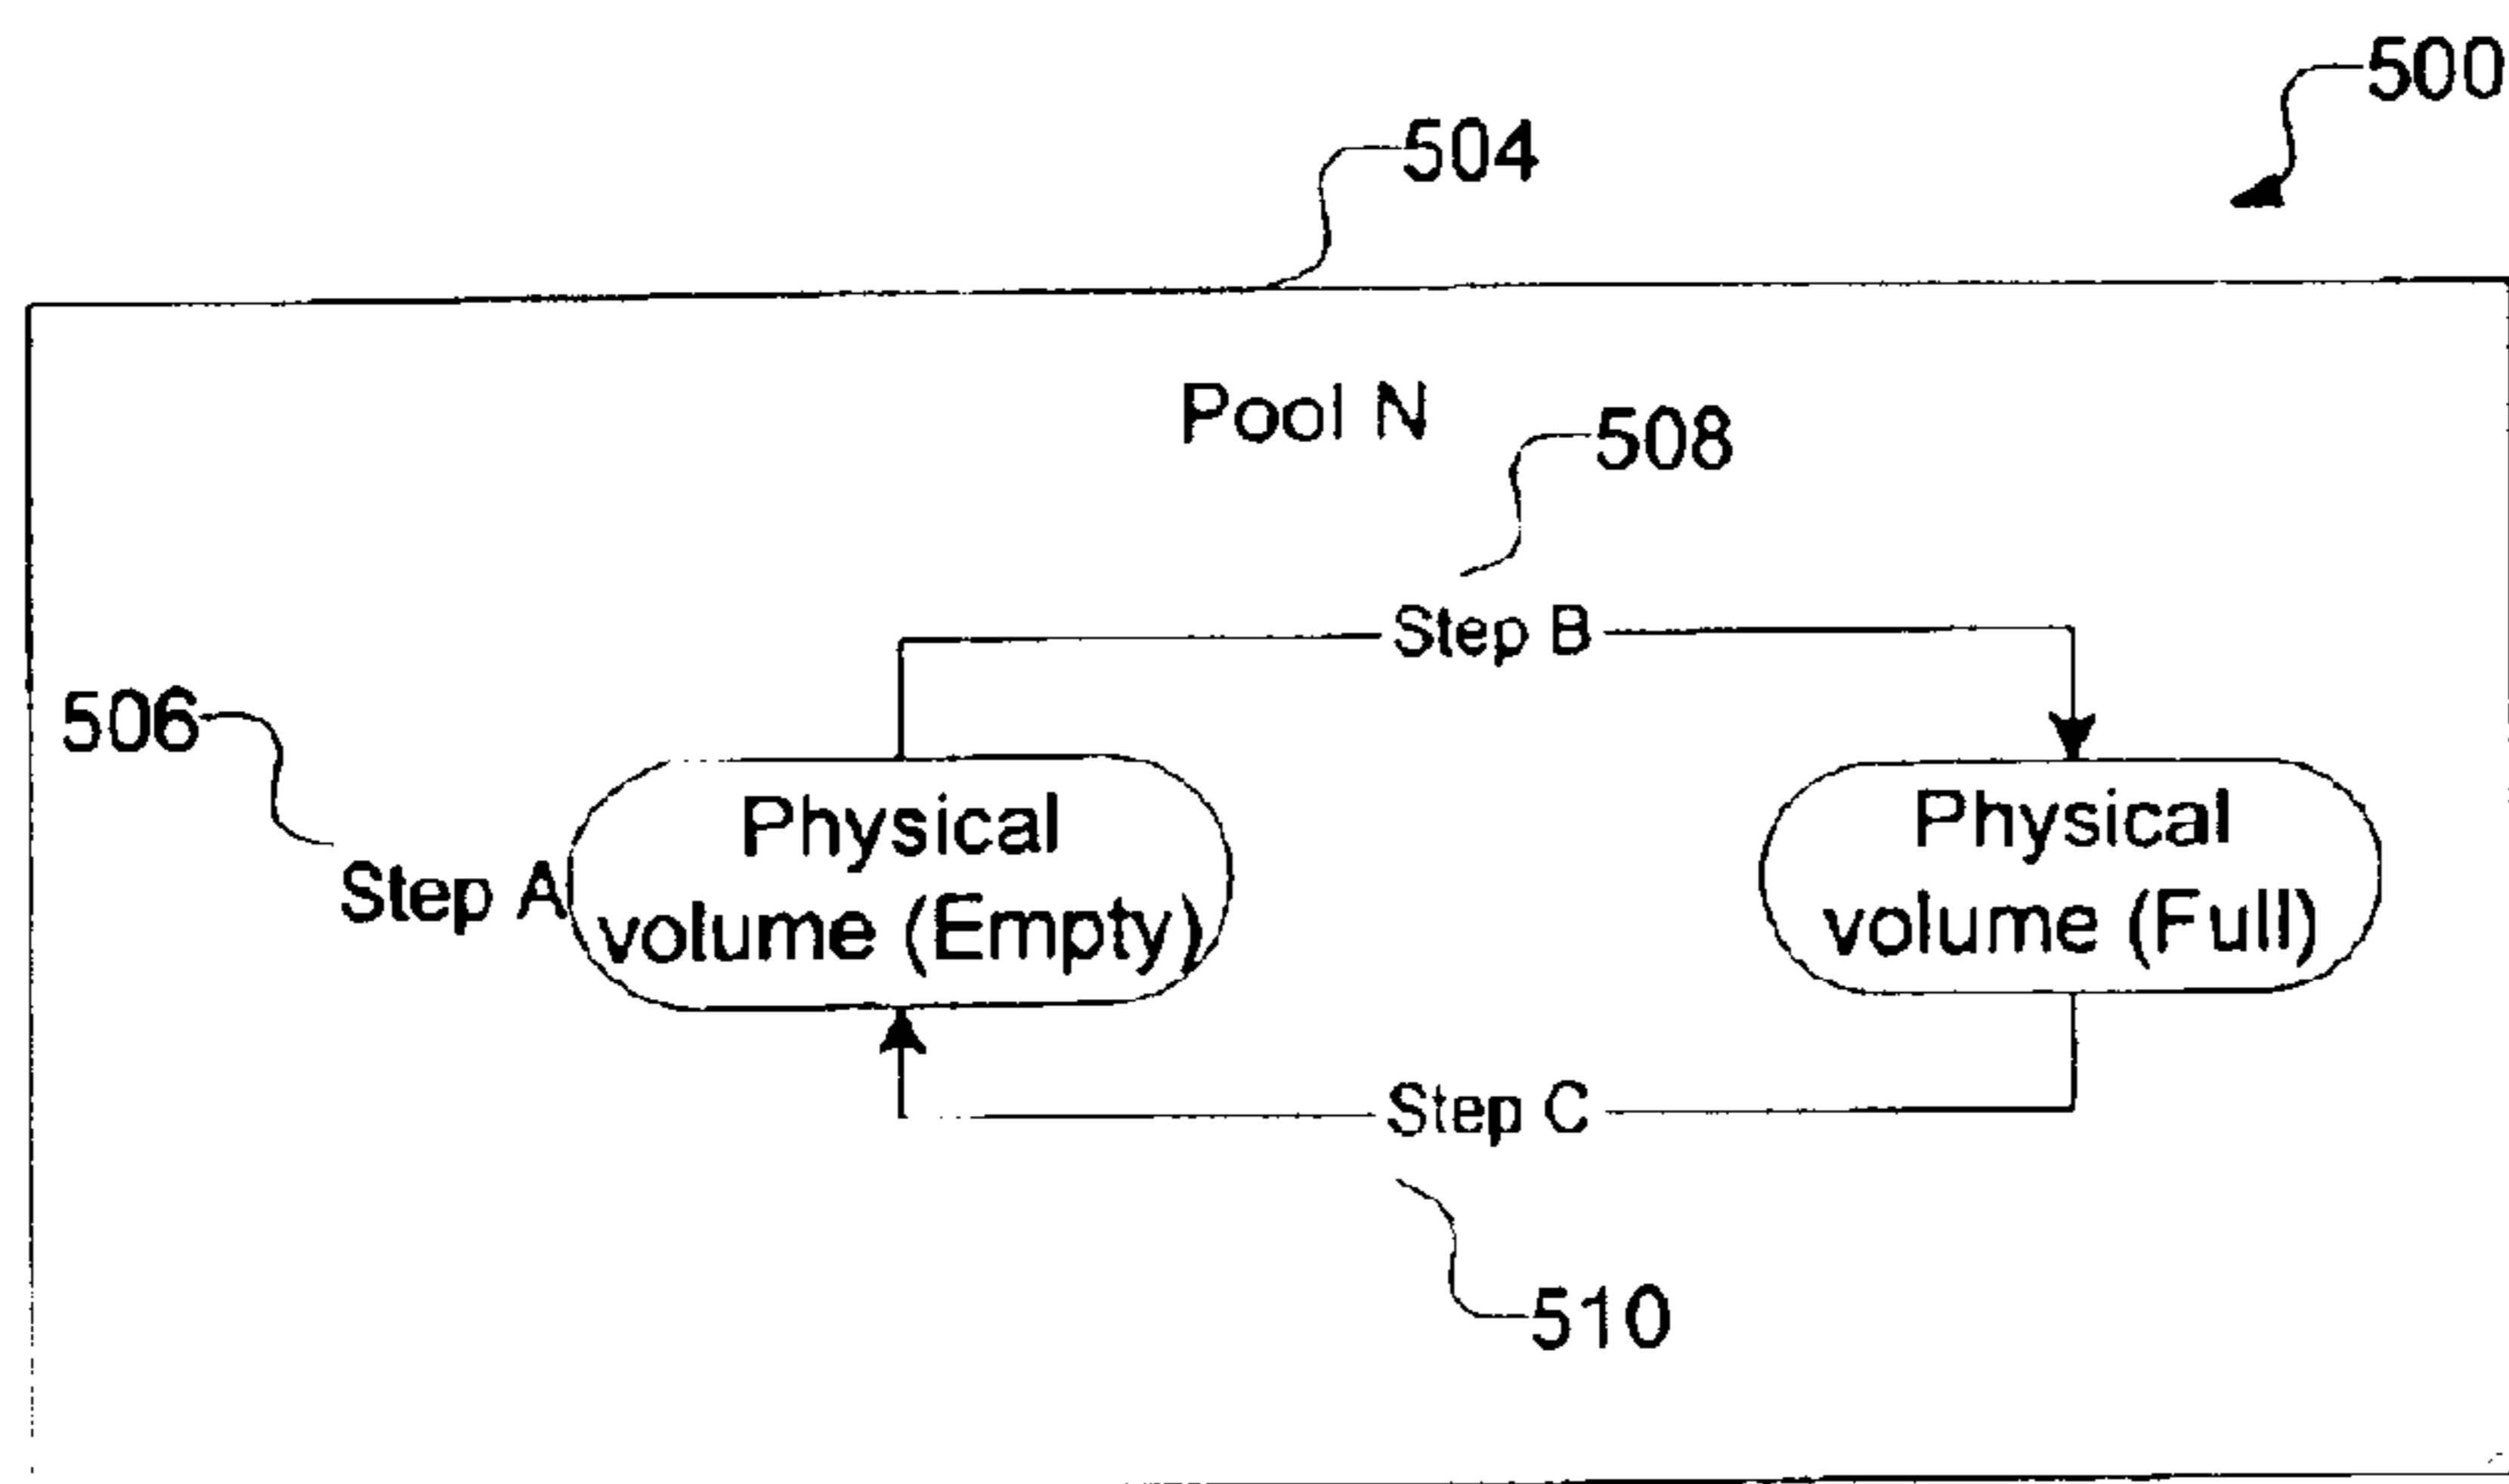 500
504
Pool N
508
Step B
506
Physical
volume (Empty)
Physical
volume (Full)
Step A
Step C
510